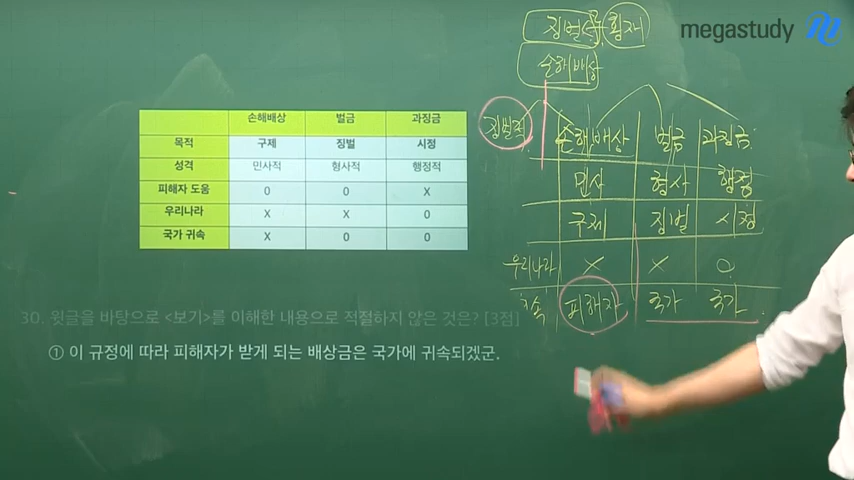 megastudy
징벌적 횡재
손해배상
손해배상 벌금 과징금
목적 구제 징벌 시정
성격 민사적 형사적 행정적
피해자 도움 O O X
우리나라 X X O
국가 귀속 X O O
징벌적 손해배상 벌금 과징금
민사 형사 행정
구제 징벌 시정
우리나라 X X O
귀속 피해자 국가 국가
30. 윗글을 바탕으로 <보기>를 이해한 내용으로 적절하지 않은 것은? [3점]
① 이 규정에 따라 피해자가 받게 되는 배상금은 국가에 귀속되겠군.